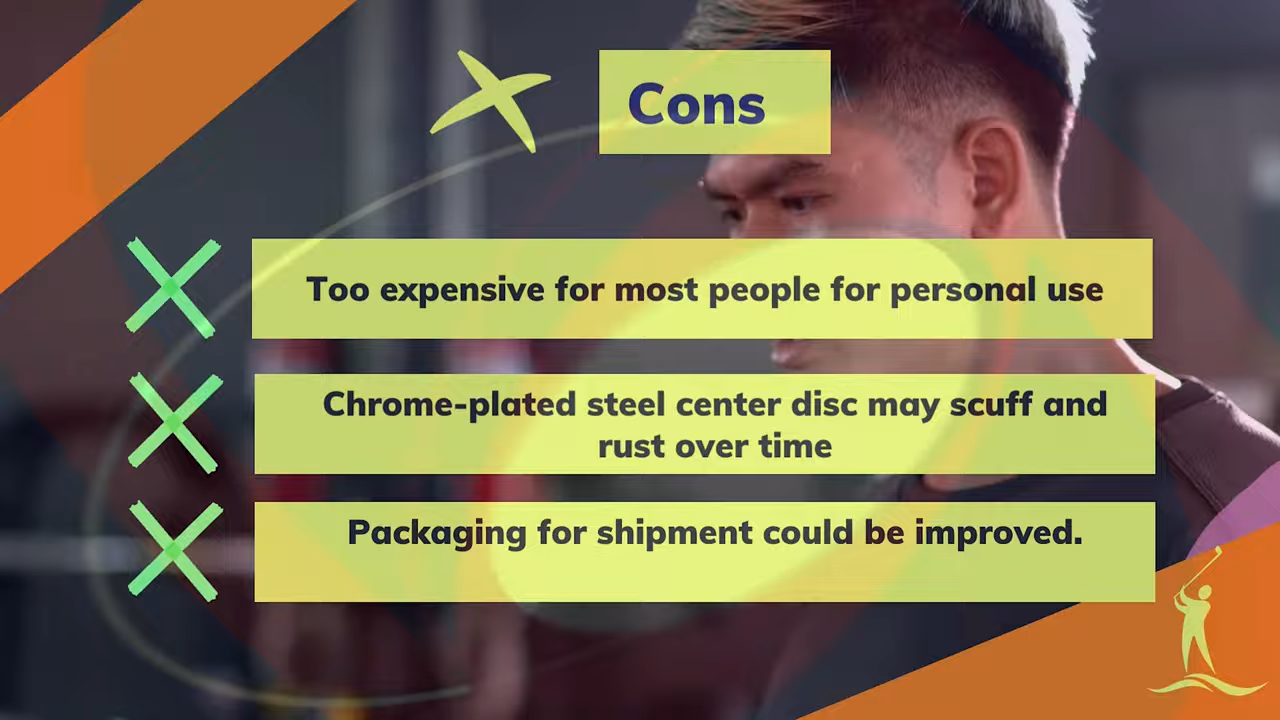 Cons
Too expensive for most people for personal use
Chrome-plated steel center disc may scuff and
rust over time
Packaging for shipment could be improved.